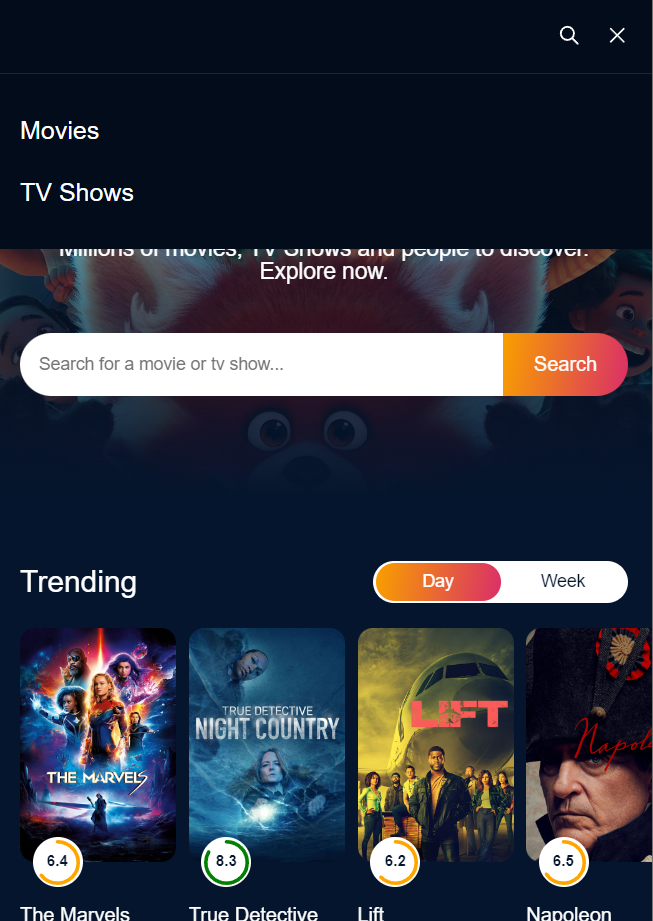 Movies
TV Shows
Millions of movies, TV Shows and people to discover.
Explore now.
Search for a movie or tv show...
Search
Trending
Day
Week
THE MARVELS
TRUE DETECTIVE
NIGHT COUNTRY
LIFT
Napole
6.4
8.3
6.2
6.5
The Marvels
True Detective
Lift
Napoleon